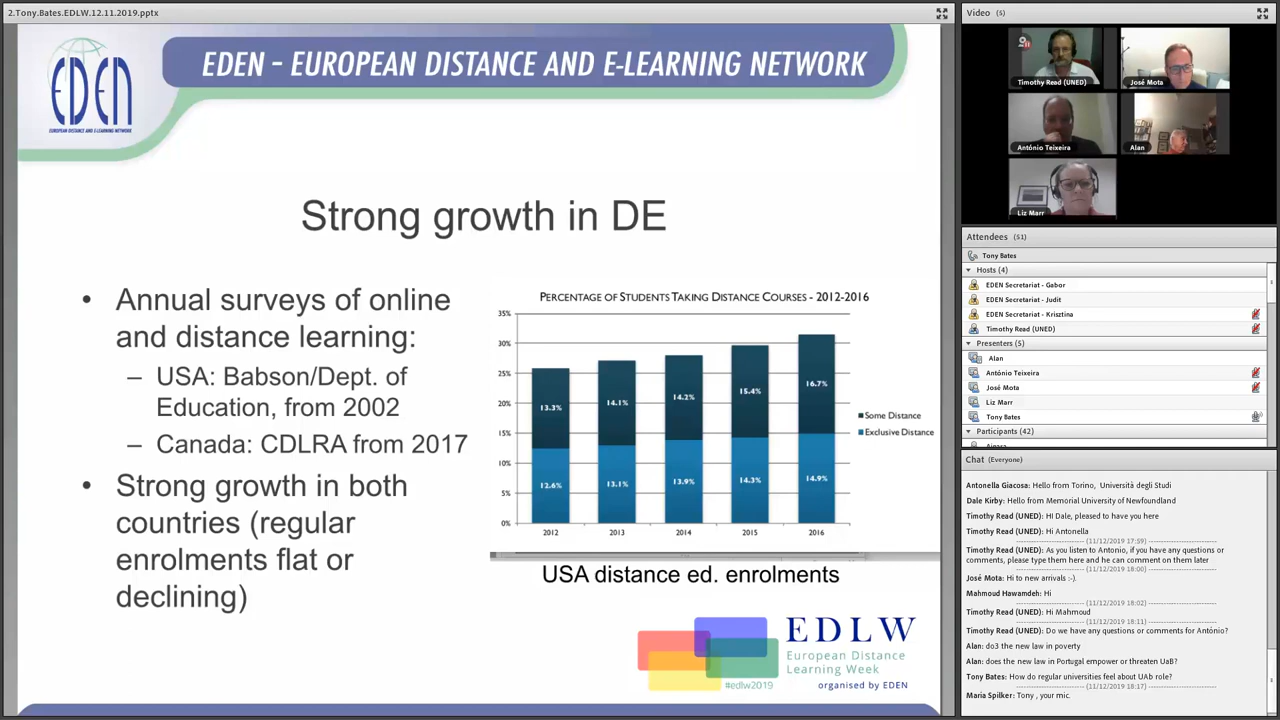 2.Tony.Bates.EDLW.12.11.2019.pptx
EDEN
EUROPEAN DISTANCE AND E-LEARNING NETWORK
EDEN - EUROPEAN DISTANCE AND E-LEARNING NETWORK
Strong growth in DE
• Annual surveys of online
and distance learning:
– USA: Babson/Dept. of
Education, from 2002
– Canada: CDLRA from 2017
• Strong growth in both
countries (regular
enrolments flat or
declining)
PERCENTAGE OF STUDENTS TAKING DISTANCE COURSES - 2012-2016
35%
30%
25%
20%
15%
10%
5%
0%
13.3% 14.1% 14.2% 15.4% 16.7%
12.6% 13.1% 13.9% 14.3% 14.9%
2012 2013 2014 2015 2016
Some Distance
Exclusive Distance
USA distance ed. enrolments
EDLW
European Distance
Learning Week
#edlw2019 organised by EDEN
Video (5)
Timothy Read (UNED)
José Mota
António Teixeira
Alan
Liz Marr
Attendees (51)
Tony Bates
Hosts (4)
EDEN Secretariat - Gabor
EDEN Secretariat - Judit
EDEN Secretariat - Krisztina
Timothy Read (UNED)
Presenters (5)
Alan
António Teixeira
José Mota
Liz Marr
Tony Bates
Participants (42)
Chat (Everyone)
Antonella Giacosa: Hello from Torino, Università degli Studi
Dale Kirby: Hello from Memorial University of Newfoundland
Timothy Read (UNED): HI Dale, pleased to have you here
Timothy Read (UNED): Hi Antonella
(11/12/2019 17:59)
Timothy Read (UNED): As you listen to Antonio, if you have any questions or
comments, please type them here and he can comment on them later
(11/12/2019 18:00)
José Mota: Hi to new arrivals :-).
Mahmoud Hawamdeh: Hi
(11/12/2019 18:02)
Timothy Read (UNED): Hi Mahmoud
(11/12/2019 18:11)
Timothy Read (UNED): Do we have any questions or comments for António?
Alan: do3 the new law in poverty
Alan: does the new law in Portugal empower or threaten UaB?
Tony Bates: How do regular universities feel about UAb role?
(11/12/2019 18:17)
Maria Spilker: Tony , your mic.